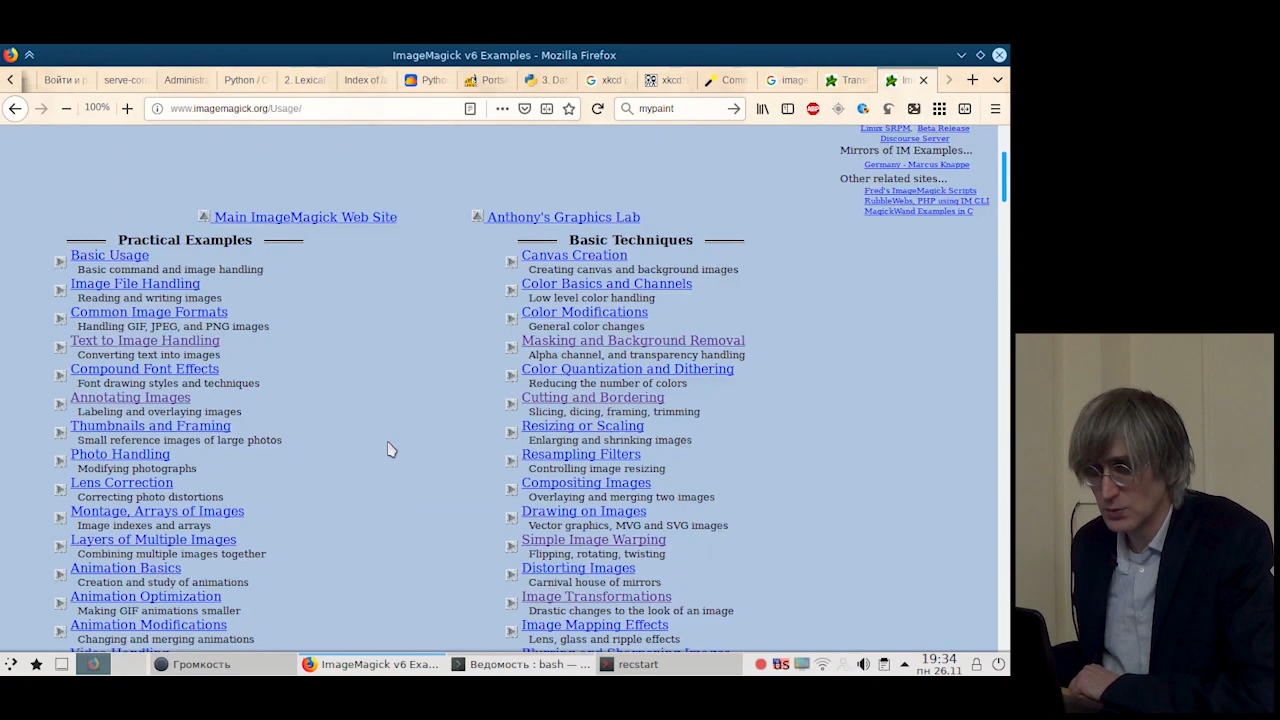 ImageMagick v6 Examples - Mozilla Firefox
Войти и р serve-con Administra Python / C 2. Lexical Index of /a Pytho Ports/ 3. Dat xkcd p xkcd: Comm image Trans Im
100% www.imagemagick.org/Usage/ mypaint
Linux SRPM, Beta Release
Discourse Server
Mirrors of IM Examples...
Germany - Marcus Knappe
Other related sites...
Fred's ImageMagick Scripts
RubbleWebs, PHP using IM CLI
MagickWand Examples in C
Main ImageMagick Web Site
Anthony's Graphics Lab
Practical Examples
Basic Usage
Basic command and image handling
Image File Handling
Reading and writing images
Common Image Formats
Handling GIF, JPEG, and PNG images
Text to Image Handling
Converting text into images
Compound Font Effects
Font drawing styles and techniques
Annotating Images
Labeling and overlaying images
Thumbnails and Framing
Small reference images of large photos
Photo Handling
Modifying photographs
Lens Correction
Correcting photo distortions
Montage, Arrays of Images
Image indexes and arrays
Layers of Multiple Images
Combining multiple images together
Animation Basics
Creation and study of animations
Animation Optimization
Making GIF animations smaller
Animation Modifications
Changing and merging animations
Video Handling
Basic Techniques
Canvas Creation
Creating canvas and background images
Color Basics and Channels
Low level color handling
Color Modifications
General color changes
Masking and Background Removal
Alpha channel, and transparency handling
Color Quantization and Dithering
Reducing the number of colors
Cutting and Bordering
Slicing, dicing, framing, trimming
Resizing or Scaling
Enlarging and shrinking images
Resampling Filters
Controlling image resizing
Compositing Images
Overlaying and merging two images
Drawing on Images
Vector graphics, MVG and SVG images
Simple Image Warping
Flipping, rotating, twisting
Distorting Images
Carnival house of mirrors
Image Transformations
Drastic changes to the look of an image
Image Mapping Effects
Lens, glass and ripple effects
Blurring and Sharpening Images
Громкость ImageMagick v6 Exa... Ведомость : bash — ... recstart us 19:34
пн 26.11